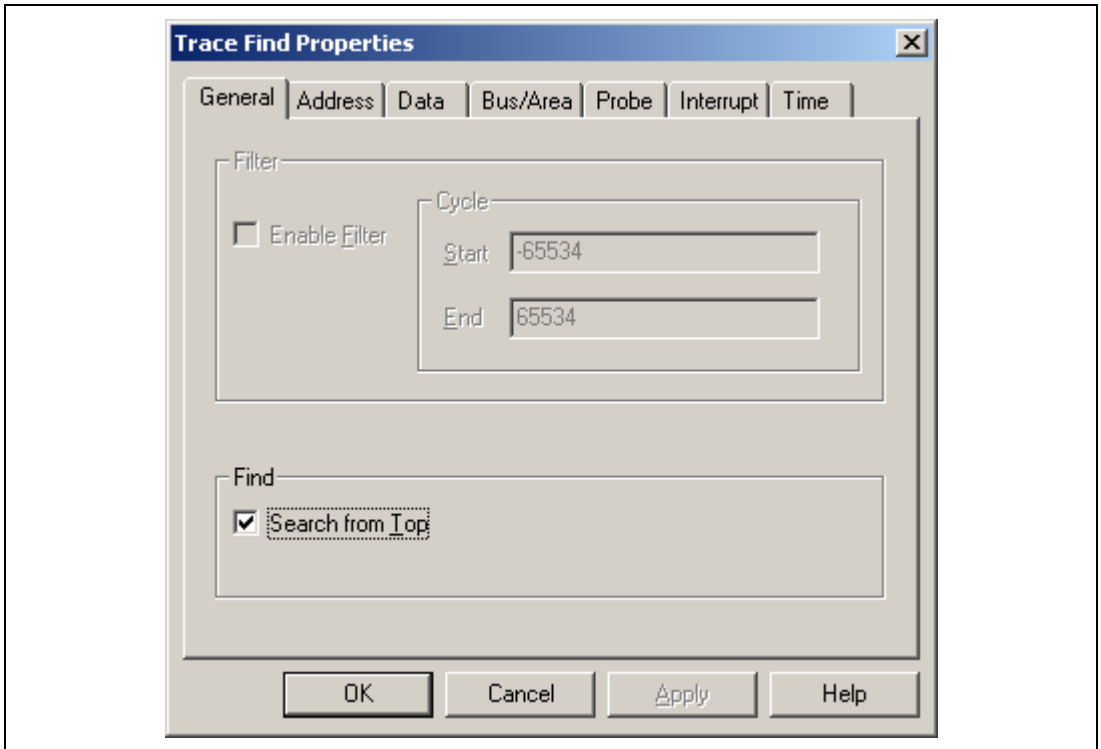 Trace Find Properties
General Address Data Bus/Area Probe Interrupt Time
Filter
Cycle
Enable Filter
Start -65534
End 65534
Find
Search from Top
OK Cancel Apply Help